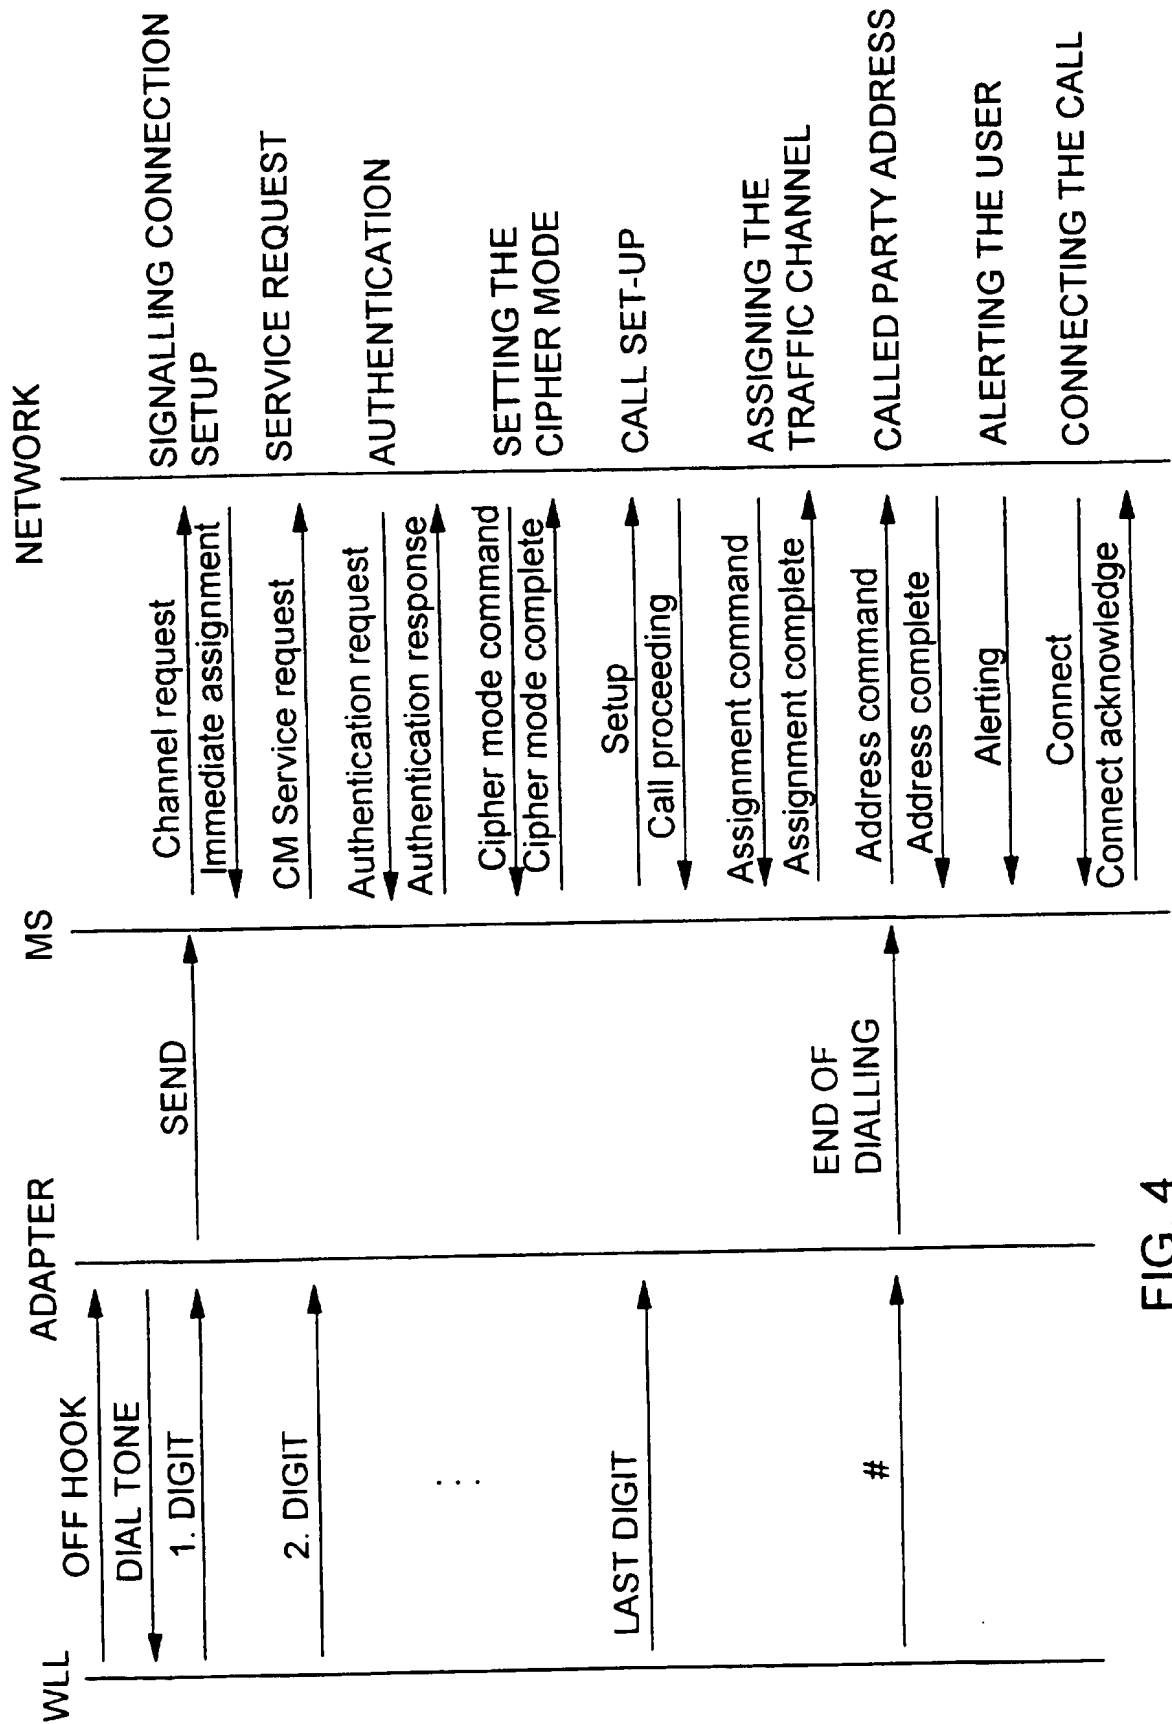 WLL
ADAPTER
MS
NETWORK
OFF HOOK
DIAL TONE
1. DIGIT
SEND
Channel request
Immediate assignment
SIGNALLING CONNECTION
SETUP
2. DIGIT
CM Service request
SERVICE REQUEST
Authentication request
Authentication response
AUTHENTICATION
. . .
Cipher mode command
Cipher mode complete
SETTING THE
CIPHER MODE
LAST DIGIT
Setup
Call proceeding
CALL SET-UP
Assignment command
Assignment complete
ASSIGNING THE
TRAFFIC CHANNEL
#
END OF
DIALLING
Address command
Address complete
CALLED PARTY ADDRESS
Alerting
ALERTING THE USER
Connect
Connect acknowledge
CONNECTING THE CALL
FIG. 4